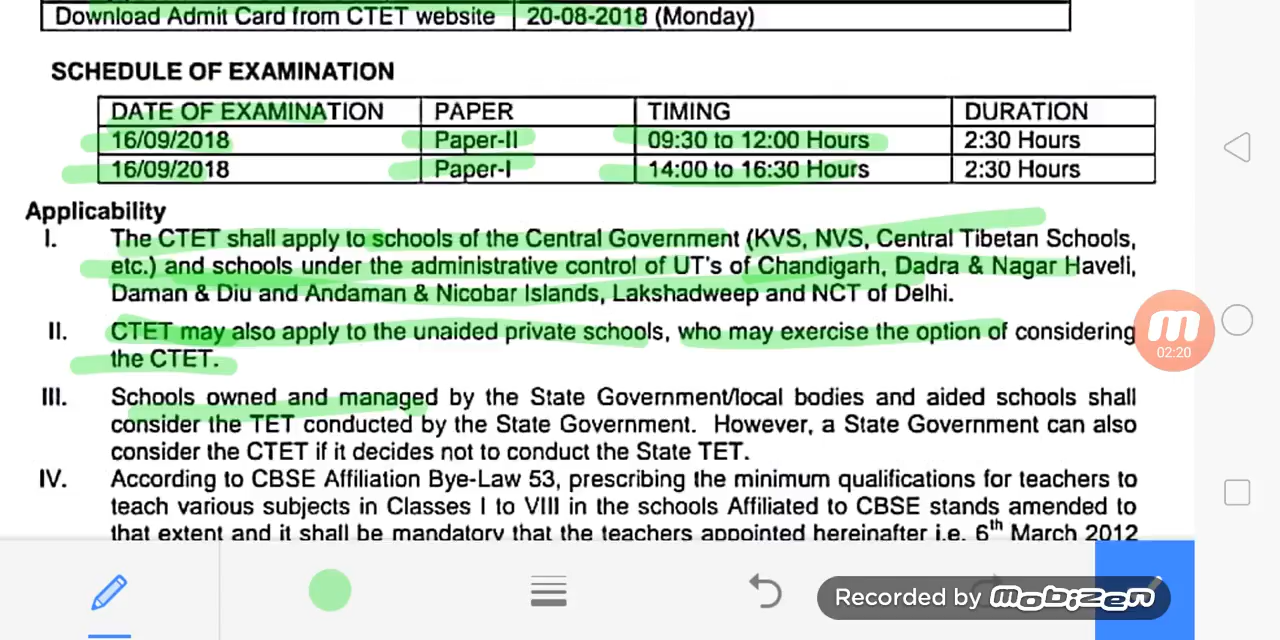 Download Admit Card from CTET website 20-08-2018 (Monday)
SCHEDULE OF EXAMINATION
DATE OF EXAMINATION PAPER TIMING DURATION
16/09/2018 Paper-II 09:30 to 12:00 Hours 2:30 Hours
16/09/2018 Paper-I 14:00 to 16:30 Hours 2:30 Hours
Applicability
I. The CTET shall apply to schools of the Central Government (KVS, NVS, Central Tibetan Schools,
etc.) and schools under the administrative control of UT's of Chandigarh, Dadra & Nagar Haveli,
Daman & Diu and Andaman & Nicobar Islands, Lakshadweep and NCT of Delhi.
II. CTET may also apply to the unaided private schools, who may exercise the option of considering
the CTET.
III. Schools owned and managed by the State Government/local bodies and aided schools shall
consider the TET conducted by the State Government. However, a State Government can also
consider the CTET if it decides not to conduct the State TET.
IV. According to CBSE Affiliation Bye-Law 53, prescribing the minimum qualifications for teachers to
teach various subjects in Classes I to VIII in the schools Affiliated to CBSE stands amended to
that extent and it shall be mandatory that the teachers appointed hereinafter i.e. 6th March 2012
02:20
Recorded by mobizen